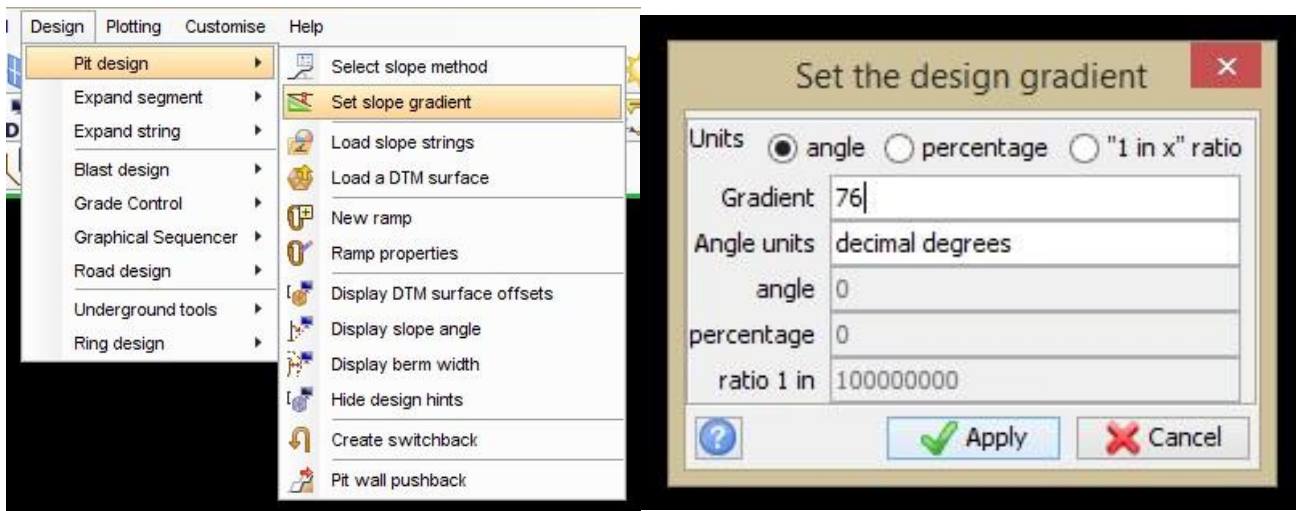 Design Plotting Customise Help
Pit design
Expand segment
Expand string
Blast design
Grade Control
Graphical Sequencer
Road design
Underground tools
Ring design
Select slope method
Set slope gradient
Load slope strings
Load a DTM surface
New ramp
Ramp properties
Display DTM surface offsets
Display slope angle
Display berm width
Hide design hints
Create switchback
Pit wall pushback
Set the design gradient
Units angle percentage "1 in x" ratio
Gradient 76
Angle units decimal degrees
angle 0
percentage 0
ratio 1 in 100000000
Apply Cancel